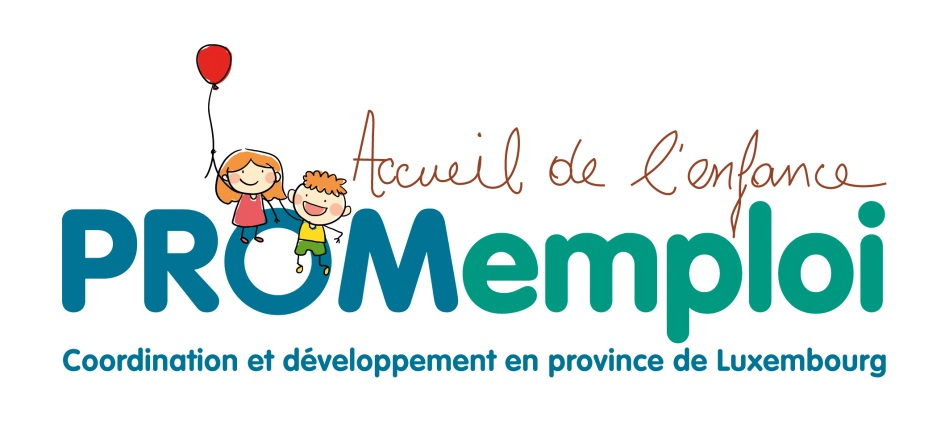 Accueil de l'enfance
PROMemploi
Coordination et développement en province de Luxembourg